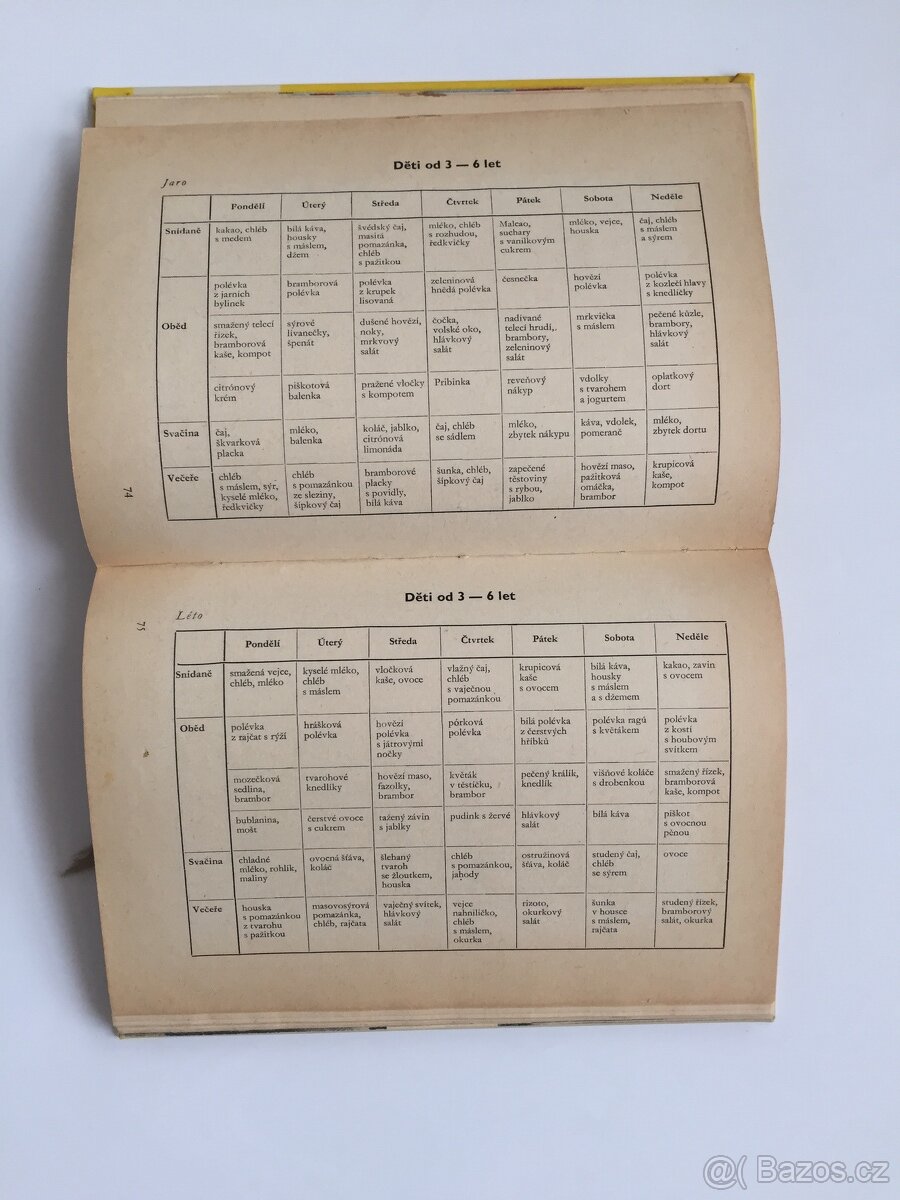 Děti od 3 — 6 let
Jaro
Pondělí Úterý Středa Čtvrtek Pátek Sobota Neděle
Snídaně
kakao, chléb
s medem
bílá káva,
housky
s máslem,
džem
švédský čaj,
masitá
pomazánka,
chléb
s pažitkou
mléko, chléb
s rozhudou,
ředkvičky
Malcao,
suchary
s vanilkovým
cukrem
mléko, vejce,
houska
čaj, chléb
s máslem
a sýrem
Oběd
polévka
z jarních
bylinek
bramborová
polévka
polévka
z krupek
lisovaná
zeleninová
hnědá polévka
česnečka
hovězí
polévka
polévka
z kozlečí hlavy
s knedlíčky
smažený telecí
řízek,
bramborová
kaše, kompot
sýrové
lívanečky,
špenát
dušené hovězí,
noky,
mrkvový
salát
čočka,
volské oko,
hlávkový
salát
nadívané
telecí hrudí,
brambory,
zeleninový
salát
mrkvička
s máslem
pečené kůzle,
brambory,
hlávkový
salát
citrónový
krém
piškotová
balenka
pražené vločky
s kompotem
Pribinka
reveňový
nákyp
vdolky
s tvarohem
a jogurtem
oplatkový
dort
Svačina
čaj,
škvarková
placka
mléko,
balenka
koláč, jablko,
citrónová
limonáda
čaj, chléb
se sádlem
mléko,
zbytek nákypu
káva, vdolek,
pomeranč
mléko,
zbytek dortu
Večeře
chléb
s máslem, sýr,
kyselé mléko,
ředkvičky
chléb
s pomazánkou
ze sleziny,
šípkový čaj
bramborové
placky
s povidly,
bílá káva
šunka, chléb,
šípkový čaj
zapečené
těstoviny
s rybou,
jablko
hovězí maso,
pažitková
omáčka,
brambor
krupicová
kaše,
kompot
74
Děti od 3 — 6 let
Léto
75
Pondělí Úterý Středa Čtvrtek Pátek Sobota Neděle
Snídaně
smažená vejce,
chléb, mléko
kyselé mléko,
chléb
s máslem
vločková
kaše, ovoce
vlažný čaj,
chléb
s vaječnou
pomazánkou
krupicová
kaše
s ovocem
bílá káva,
housky
s máslem
a s džemem
kakao, závin
s ovocem
Oběd
polévka
z rajčat s rýží
hrášková
polévka
hovězí
polévka
s játrovými
nočky
pórková
polévka
bílá polévka
z čerstvých
hříbků
polévka ragú
s květákem
polévka
z kostí
s houbovým
svítkem
mozečková
sedlina,
brambor
tvarohové
knedlíky
hovězí maso,
fazolky,
brambor
květák
v těstíčku,
brambor
pečený králík,
knedlík
višňové koláče
s drobenkou
smažený řízek,
bramborová
kaše, kompot
bublanina,
mošt
čerstvé ovoce
s cukrem
tažený závin
s jablky
pudink s žervé
hlávkový
salát
bílá káva
piškot
s ovocnou
pěnou
Svačina
chladné
mléko, rohlík,
maliny
ovocná šťáva,
koláč
šlehaný
tvaroh
se žloutkem,
houska
chléb
s pomazánkou,
jahody
ostružinová
šťáva, koláč
studený čaj,
chléb
se sýrem
ovoce
Večeře
houska
s pomazánkou
z tvarohu
s pažitkou
masovosýrová
pomazánka,
chléb, rajčata
vaječný svítek,
hlávkový
salát
vejce
nahniličko,
chléb
s máslem,
okurka
rizoto,
okurkový
salát
šunka
v housce
s máslem,
rajčata
studený řízek,
bramborový
salát, okurka
@( Bazos.cz